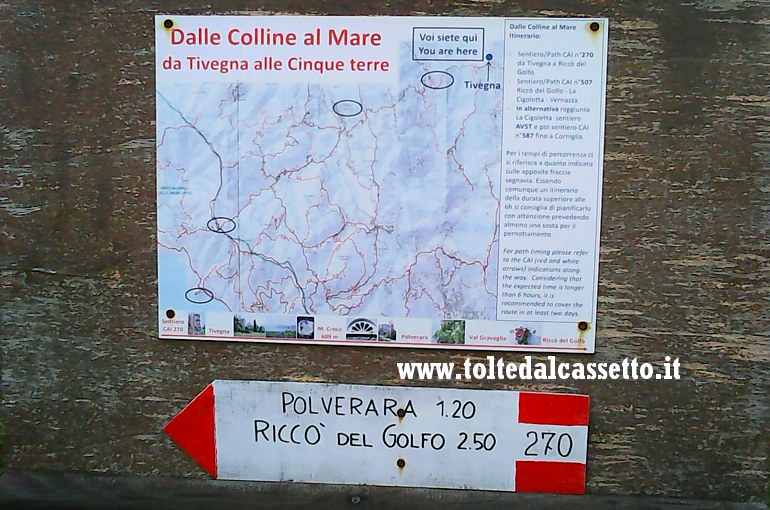 Dalle Colline al Mare
da Tivegna alle Cinque terre
Voi siete qui
You are here
Tivegna
Dalle Colline al Mare
Itinerario:
Sentiero/Path CAI n°270
da Tivegna a Riccò del
Golfo
Sentiero/Path CAI n°507
Riccò del Golfo - La
Cigoletta - Vernazza
In alternativa raggiunta
La Cigoletta sentiero
AV5T e poi sentiero CAI
n°587 fino a Corniglia
Per i tempi di percorrenza ci
si riferisca a quanto indicato
sulle apposite freccie
segnavia. Essendo
comunque un itinerario
della durata superiore alle
6h si consiglia di pianificarlo
con attenzione prevedendo
almeno una sosta per il
pernottamento.
For path timing please refer
to the CAI (red and white
arrows) indications along
the way. Considering that
the expected time is longer
than 6 hours, it is
recommended to cover the
route in at least two days
Sentiero
CAI 270
Tivegna
M. Croce
609 m
Polverara
Val Graveglia
Riccò del Golfo
www.toltedalcassetto.it
POLVERARA 1.20
RICCO' DEL GOLFO 2.50
270